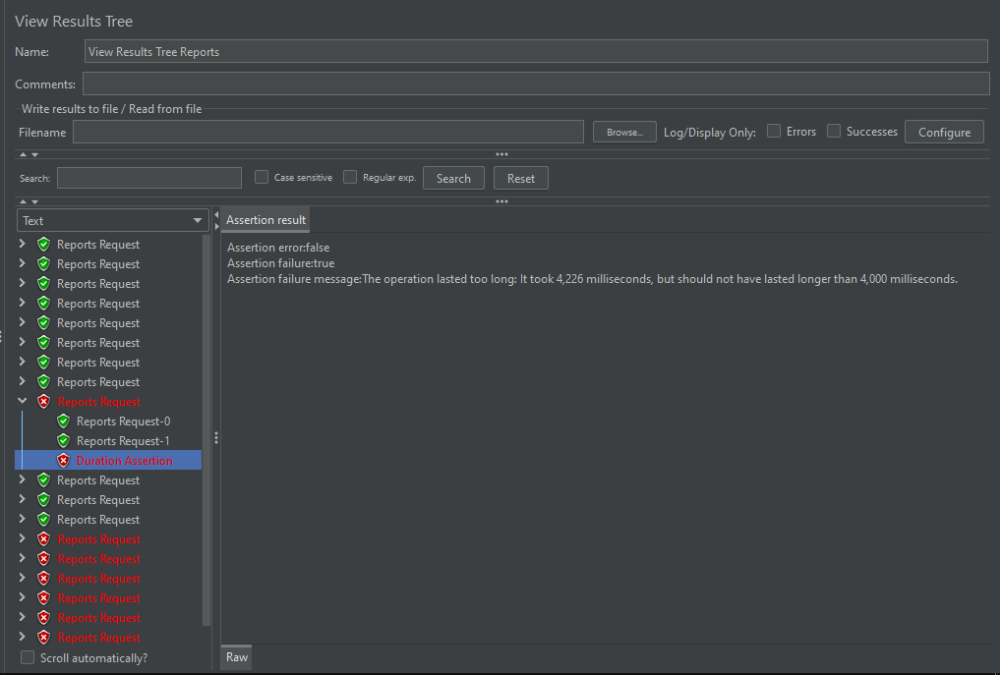 View Results Tree
Name: View Results Tree Reports
Comments:
Write results to file / Read from file
Filename Browse... Log/Display Only: Errors Successes Configure
Search: Case sensitive Regular exp. Search Reset
Text
Assertion result
Reports Request
Reports Request
Reports Request
Reports Request
Reports Request
Reports Request
Reports Request
Reports Request
Reports Request
Reports Request-0
Reports Request-1
Duration Assertion
Reports Request
Reports Request
Reports Request
Reports Request
Reports Request
Reports Request
Reports Request
Reports Request
Reports Request
Scroll automatically?
Assertion error:false
Assertion failure:true
Assertion failure message:The operation lasted too long: It took 4,226 milliseconds, but should not have lasted longer than 4,000 milliseconds.
Raw